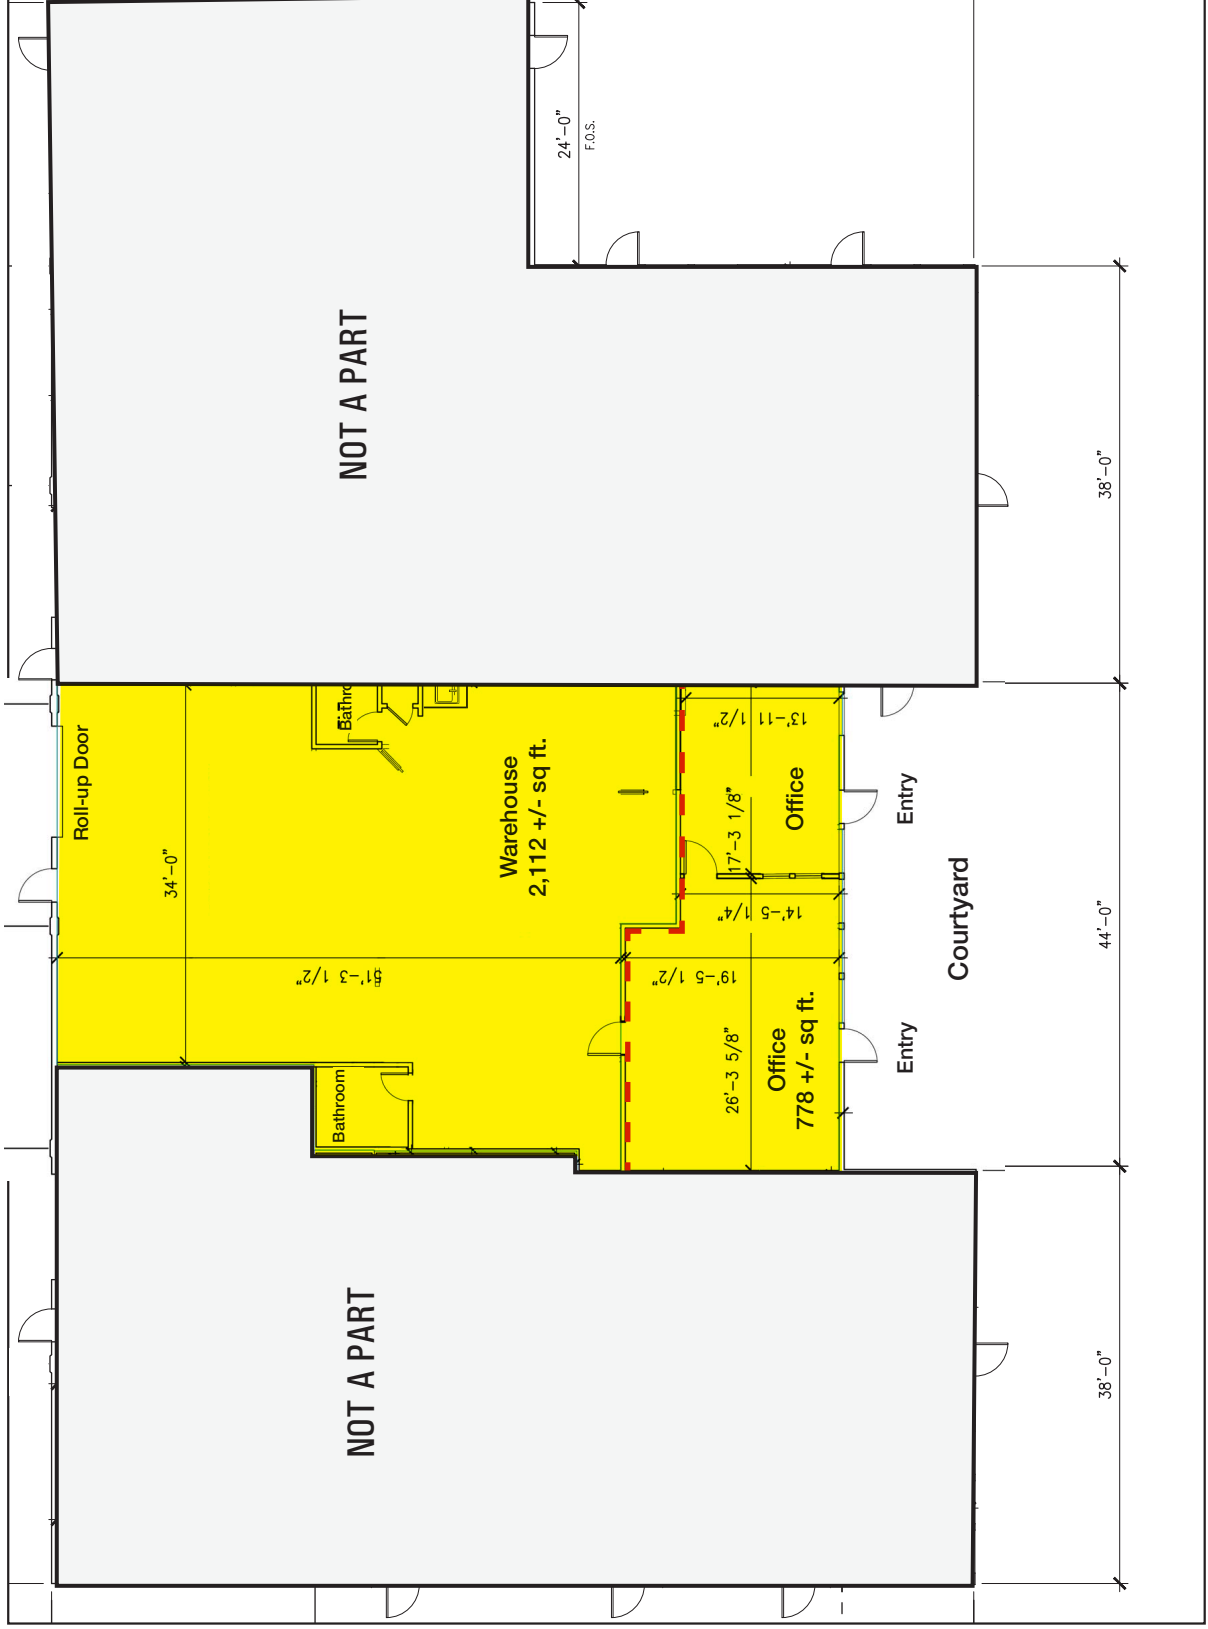 24'-0"
F.O.S.
NOT A PART
38'-0"
Roll-up Door
Bathro
34'-0"
Warehouse
2,112 +/- sq ft.
13'-11 1/2"
17'-3 1/8"
Office
Entry
14'-5 1/4"
Courtyard
44'-0"
51'-3 1/2"
19'-5 1/2"
26'-3 5/8"
Office
778 +/- sq ft.
Entry
Bathroom
NOT A PART
38'-0"